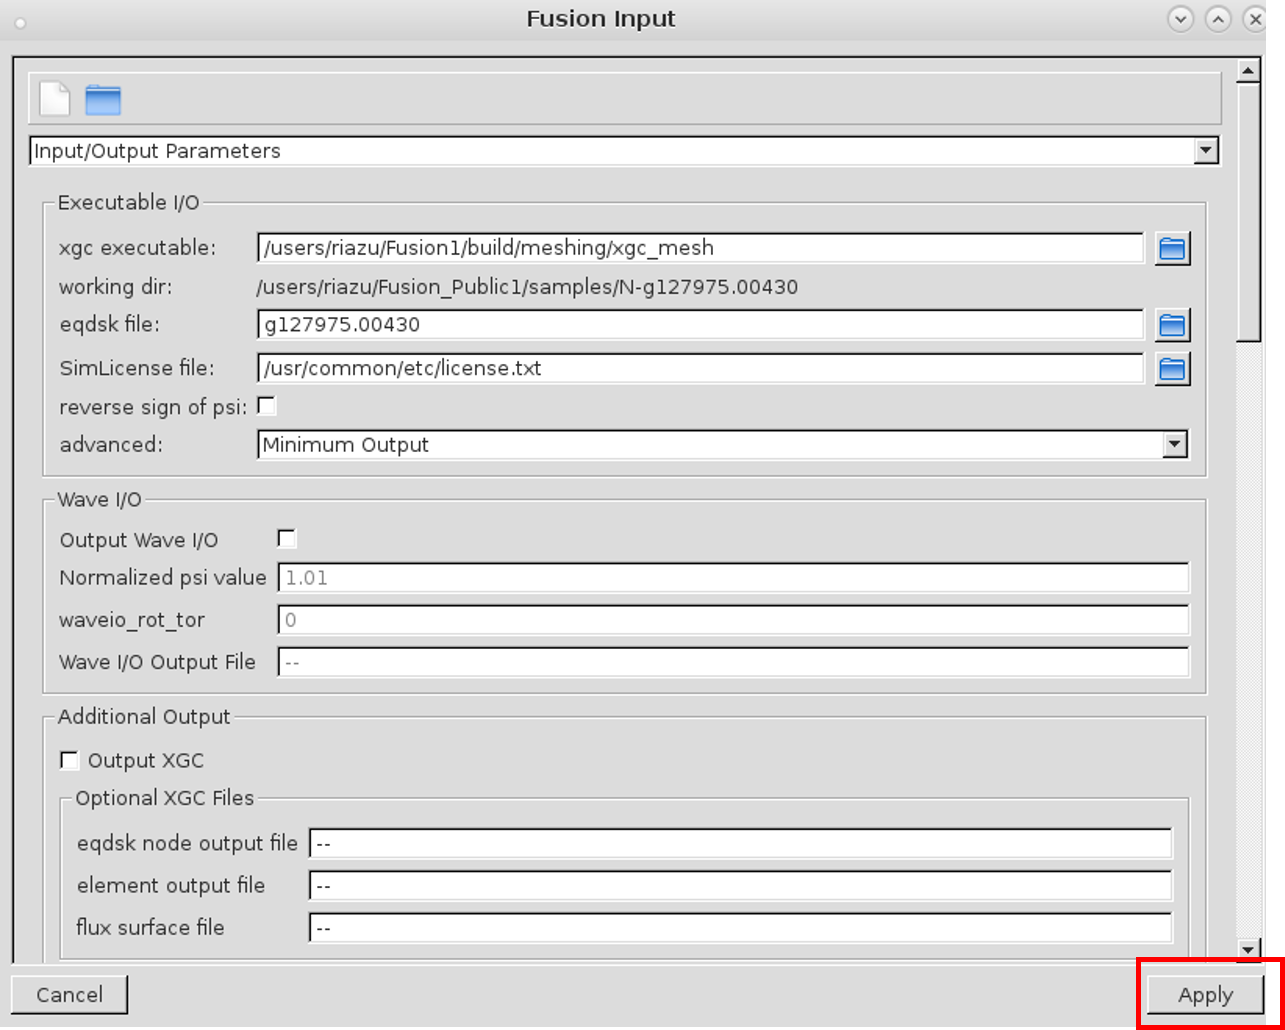 Fusion Input
Input/Output Parameters
Executable I/O
xgc executable: /users/riazu/Fusion1/build/meshing/xgc_mesh
working dir: /users/riazu/Fusion_Public1/samples/N-g127975.00430
eqdsk file: g127975.00430
SimLicense file: /usr/common/etc/license.txt
reverse sign of psi:
advanced: Minimum Output
Wave I/O
Output Wave I/O
Normalized psi value 1.01
waveio_rot_tor 0
Wave I/O Output File --
Additional Output
Output XGC
Optional XGC Files
eqdsk node output file --
element output file --
flux surface file --
Cancel Apply